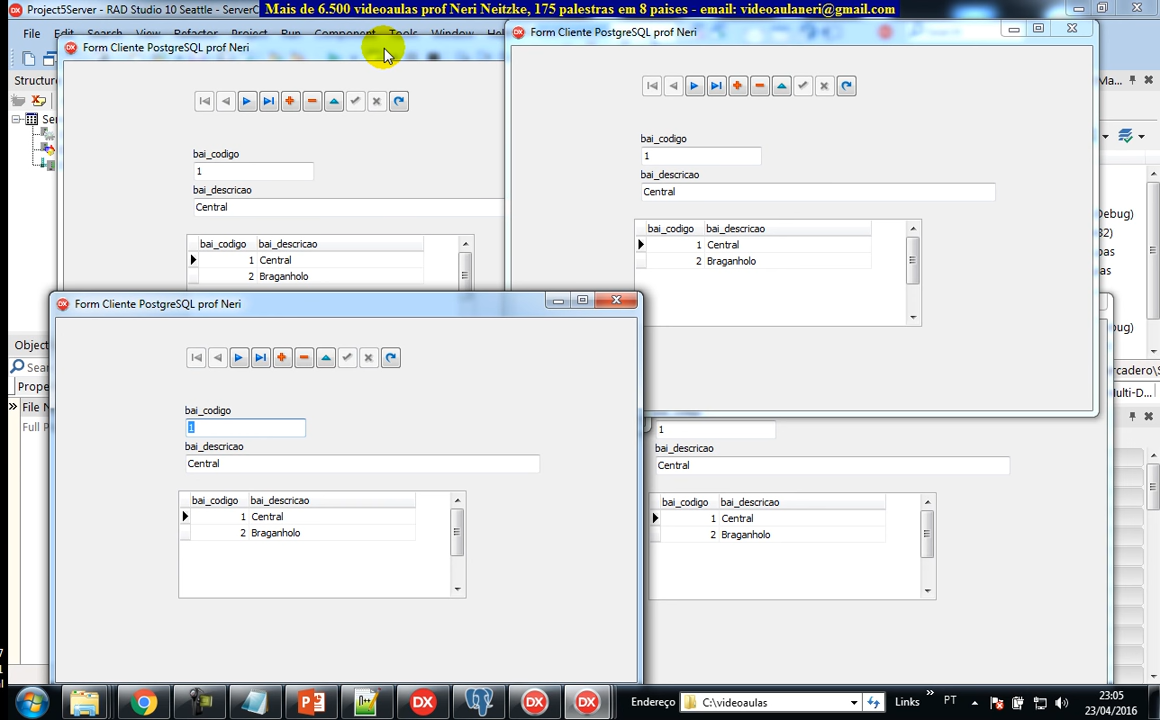 Project5Server - RAD Studio 10 Seattle - ServerC
Mais de 6.500 videoaulas prof Neri Neitzke, 175 palestras em 8 paises - email: videoaulaneri@gmail.com
File Edit Search View Refactor Project Run Component Tools Window
Form Cliente PostgreSQL prof Neri
bai_codigo
1
bai_descricao
Central
bai_codigo bai_descricao
1 Central
2 Braganholo
Form Cliente PostgreSQL prof Neri
bai_codigo
1
bai_descricao
Central
bai_codigo bai_descricao
1 Central
2 Braganholo
Form Cliente PostgreSQL prof Neri
bai_codigo
1
bai_descricao
Central
bai_codigo bai_descricao
1 Central
2 Braganholo
1
bai_descricao
Central
bai_codigo bai_descricao
1 Central
2 Braganholo
Structure
Ma...
Debug)
32)
Object
Prope
File N
Full P
rcadero\S
ulti-D...
Endereço C:\videoaulas Links PT
23:05
23/04/2016